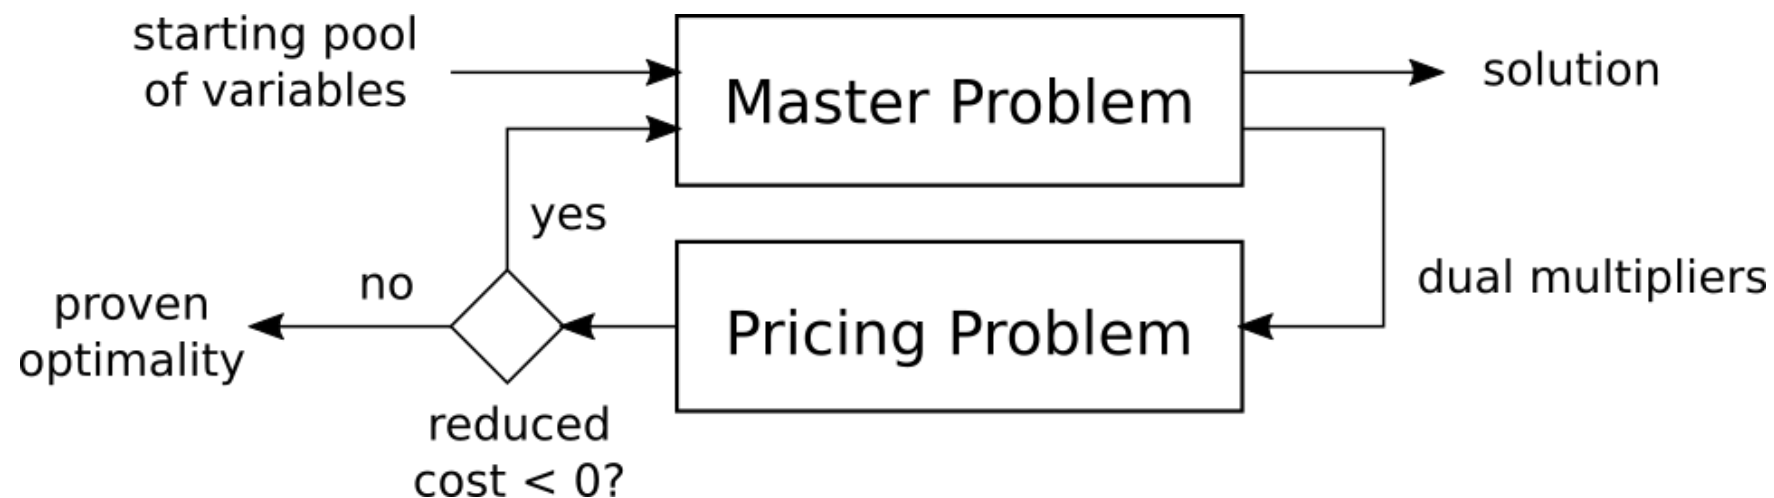 starting pool
of variables
Master Problem
solution
yes
no
dual multipliers
proven
optimality
Pricing Problem
reduced
cost < 0?